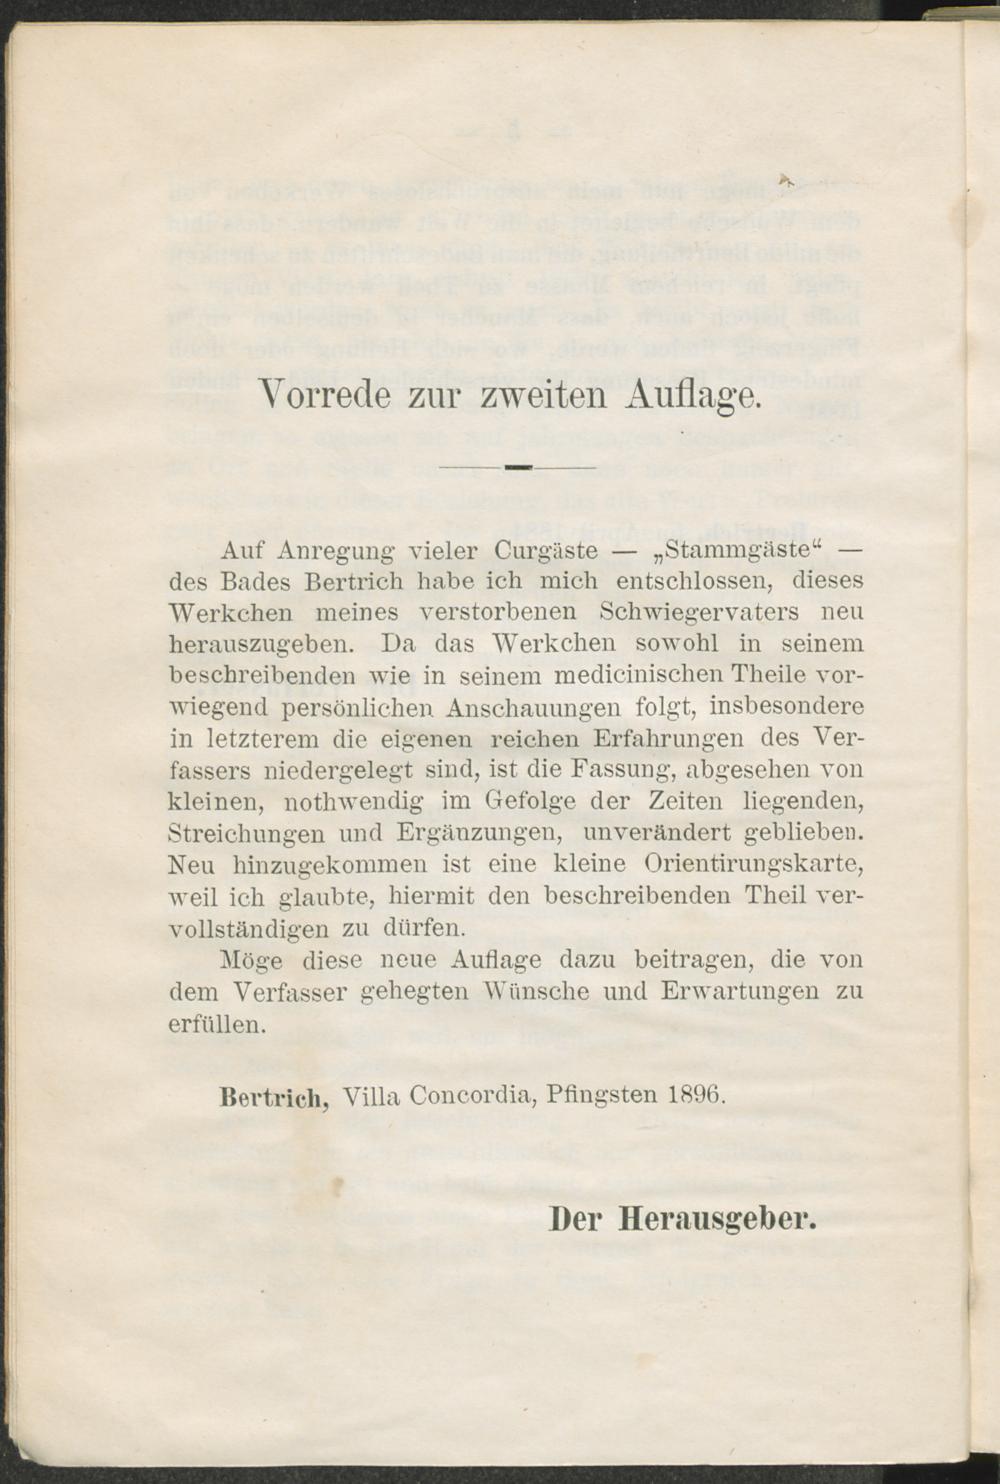 Vorrede zur zweiten Auflage.
Auf Anregung vieler Curgäste — „Stammgäste“ —
des Bades Bertrich habe ich mich entschlossen, dieses
Werkchen meines verstorbenen Schwiegervaters neu
herauszugeben. Da das Werkchen sowohl in seinem
beschreibenden wie in seinem medicinischen Theile vor-
wiegend persönlichen Anschauungen folgt, insbesondere
in letzterem die eigenen reichen Erfahrungen des Ver-
fassers niedergelegt sind, ist die Fassung, abgesehen von
kleinen, nothwendig im Gefolge der Zeiten liegenden,
Streichungen und Ergänzungen, unverändert geblieben.
Neu hinzugekommen ist eine kleine Orientirungskarte,
weil ich glaubte, hiermit den beschreibenden Theil ver-
vollständigen zu dürfen.
Möge diese neue Auflage dazu beitragen, die von
dem Verfasser gehegten Wünsche und Erwartungen zu
erfüllen.
Bertrich, Villa Concordia, Pfingsten 1896.
Der Herausgeber.